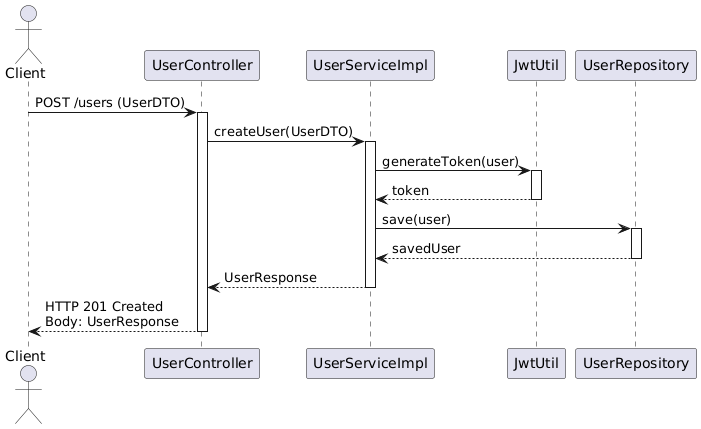 Client
UserController
UserServiceImpl
JwtUtil
UserRepository
POST /users (UserDTO)
createUser(UserDTO)
generateToken(user)
token
save(user)
savedUser
UserResponse
HTTP 201 Created
Body: UserResponse
Client
UserController
UserServiceImpl
JwtUtil
UserRepository